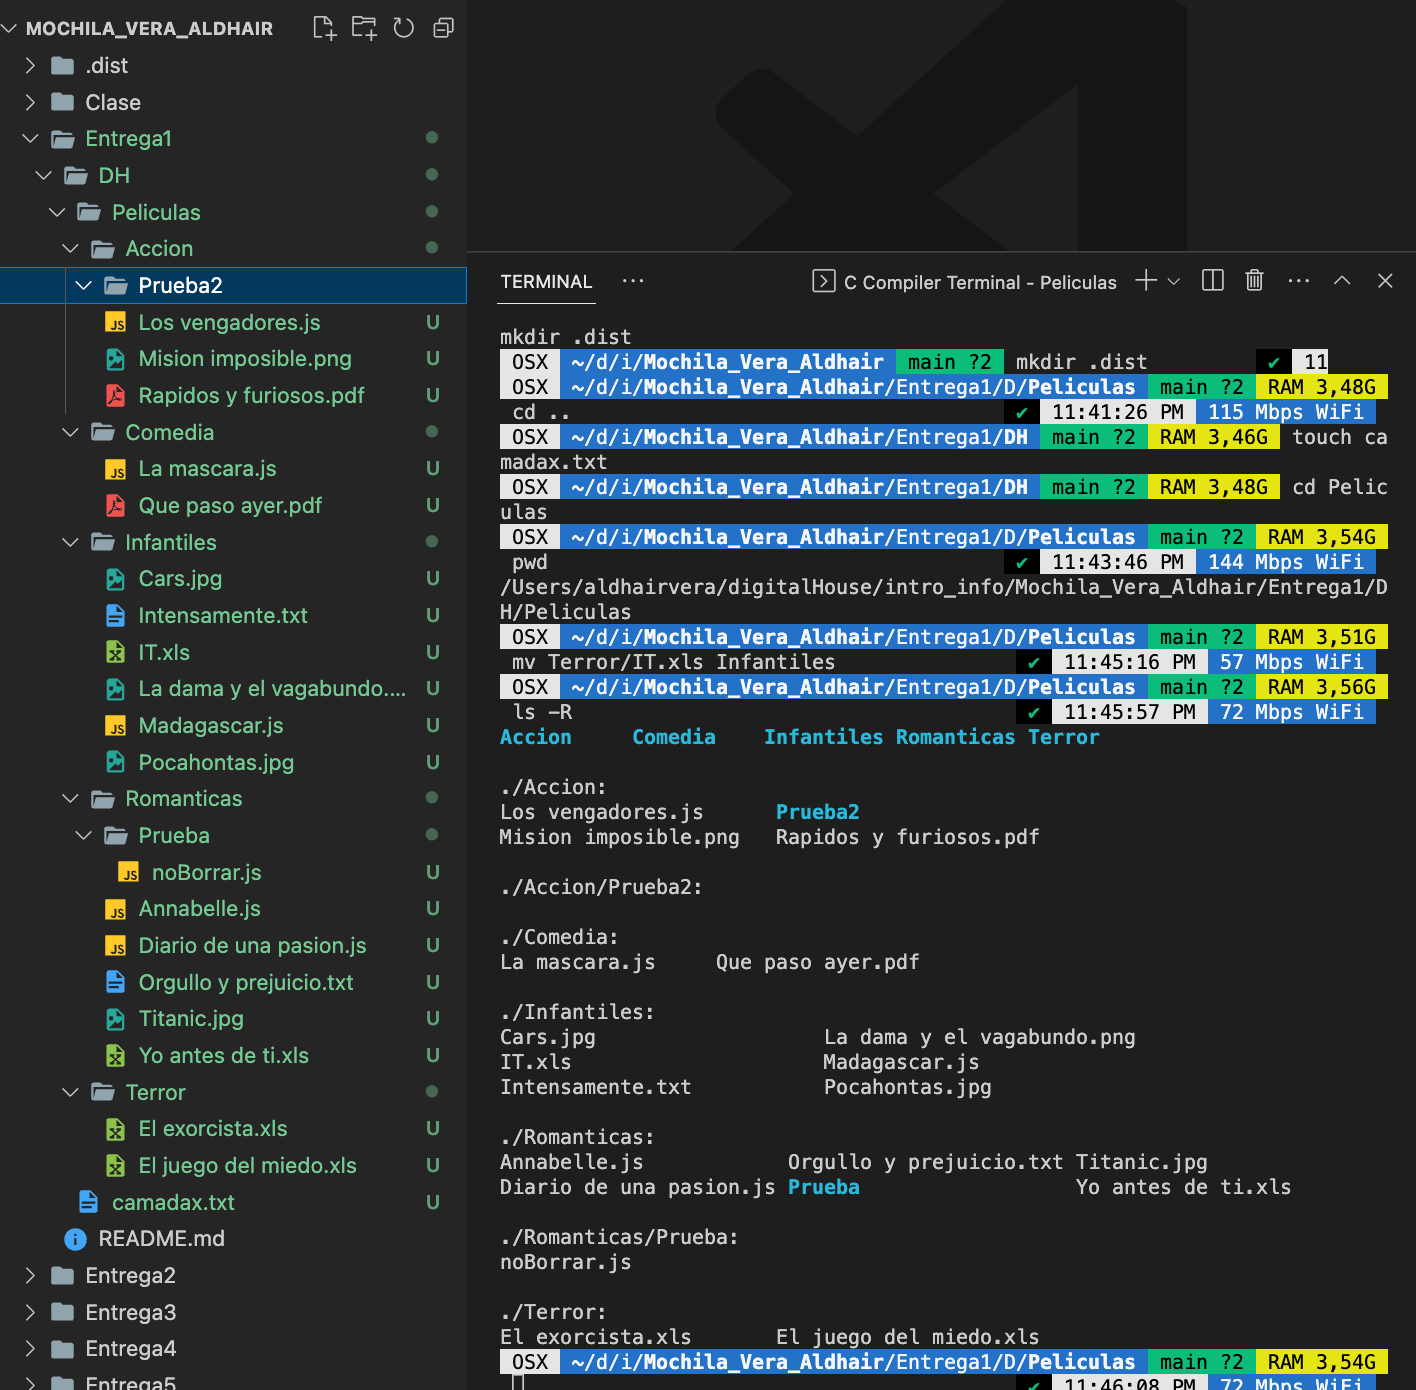 MOCHILA_VERA_ALDHAIR
.dist
Clase
Entrega1
DH
Peliculas
Accion
Prueba2
Los vengadores.js U
Mision imposible.png U
Rapidos y furiosos.pdf U
Comedia
La mascara.js U
Que paso ayer.pdf U
Infantiles
Cars.jpg U
Intensamente.txt U
IT.xls U
La dama y el vagabundo.... U
Madagascar.js U
Pocahontas.jpg U
Romanticas
Prueba
noBorrar.js U
Annabelle.js U
Diario de una pasion.js U
Orgullo y prejuicio.txt U
Titanic.jpg U
Yo antes de ti.xls U
Terror
El exorcista.xls U
El juego del miedo.xls U
camadax.txt U
README.md
Entrega2
Entrega3
Entrega4
Entrega5
TERMINAL ··· C Compiler Terminal - Peliculas
mkdir .dist
OSX ~/d/i/Mochila_Vera_Aldhair main ?2 mkdir .dist ✔ 11
OSX ~/d/i/Mochila_Vera_Aldhair/Entrega1/D/Peliculas main ?2 RAM 3,48G
cd .. ✔ 11:41:26 PM 115 Mbps WiFi
OSX ~/d/i/Mochila_Vera_Aldhair/Entrega1/DH main ?2 RAM 3,46G touch ca
madax.txt
OSX ~/d/i/Mochila_Vera_Aldhair/Entrega1/DH main ?2 RAM 3,48G cd Pelic
ulas
OSX ~/d/i/Mochila_Vera_Aldhair/Entrega1/D/Peliculas main ?2 RAM 3,54G
pwd ✔ 11:43:46 PM 144 Mbps WiFi
/Users/aldhairvera/digitalHouse/intro_info/Mochila_Vera_Aldhair/Entrega1/D
H/Peliculas
OSX ~/d/i/Mochila_Vera_Aldhair/Entrega1/D/Peliculas main ?2 RAM 3,51G
mv Terror/IT.xls Infantiles ✔ 11:45:16 PM 57 Mbps WiFi
OSX ~/d/i/Mochila_Vera_Aldhair/Entrega1/D/Peliculas main ?2 RAM 3,56G
ls -R ✔ 11:45:57 PM 72 Mbps WiFi
Accion Comedia Infantiles Romanticas Terror
./Accion:
Los vengadores.js Prueba2
Mision imposible.png Rapidos y furiosos.pdf
./Accion/Prueba2:
./Comedia:
La mascara.js Que paso ayer.pdf
./Infantiles:
Cars.jpg La dama y el vagabundo.png
IT.xls Madagascar.js
Intensamente.txt Pocahontas.jpg
./Romanticas:
Annabelle.js Orgullo y prejuicio.txt Titanic.jpg
Diario de una pasion.js Prueba Yo antes de ti.xls
./Romanticas/Prueba:
noBorrar.js
./Terror:
El exorcista.xls El juego del miedo.xls
OSX ~/d/i/Mochila_Vera_Aldhair/Entrega1/D/Peliculas main ?2 RAM 3,54G
✔ 11:46:08 PM 72 Mbps WiFi